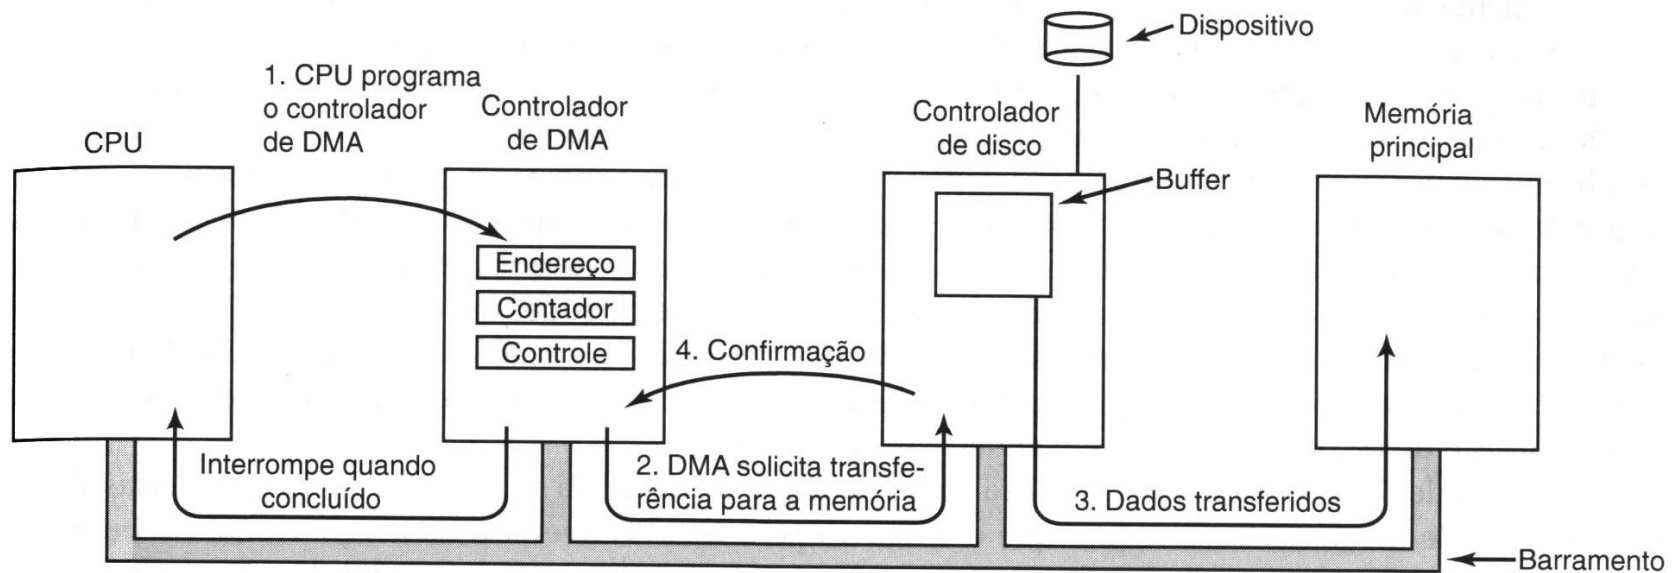 Dispositivo
1. CPU programa
o controlador
de DMA
CPU
Controlador
de DMA
Controlador
de disco
Memória
principal
Buffer
Endereço
Contador
Controle
4. Confirmação
Interrompe quando
concluído
2. DMA solicita transfe-
rência para a memória
3. Dados transferidos
Barramento